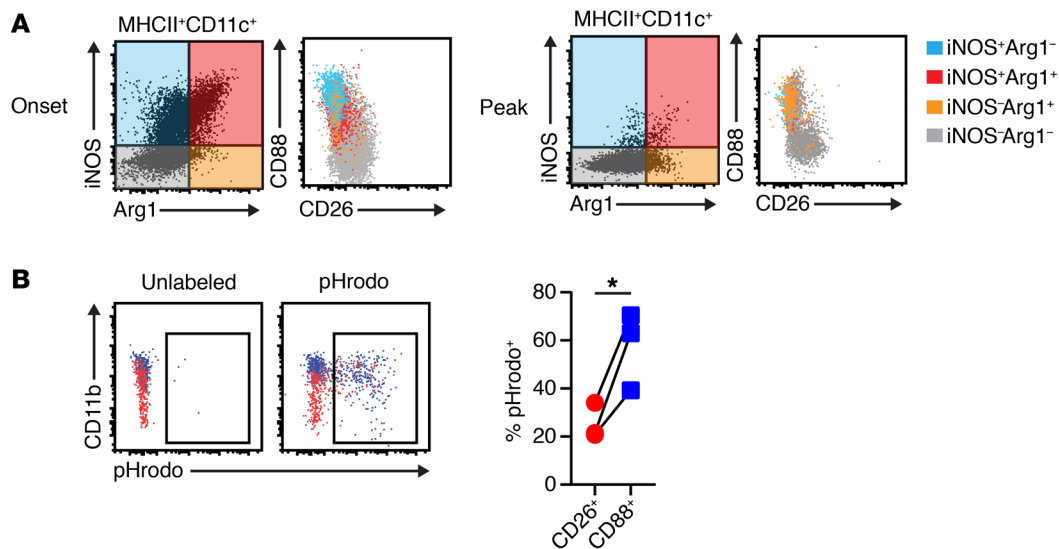 A
MHCII⁺CD11c⁺
Onset
iNOS
Arg1
CD88
CD26
MHCII⁺CD11c⁺
Peak
iNOS
Arg1
CD88
CD26
iNOS⁺Arg1⁻
iNOS⁺Arg1⁺
iNOS⁻Arg1⁺
iNOS⁻Arg1⁻
B
Unlabeled
pHrodo
CD11b
pHrodo
% pHrodo⁺
80
60
40
20
0
*
CD26⁺
CD88⁺